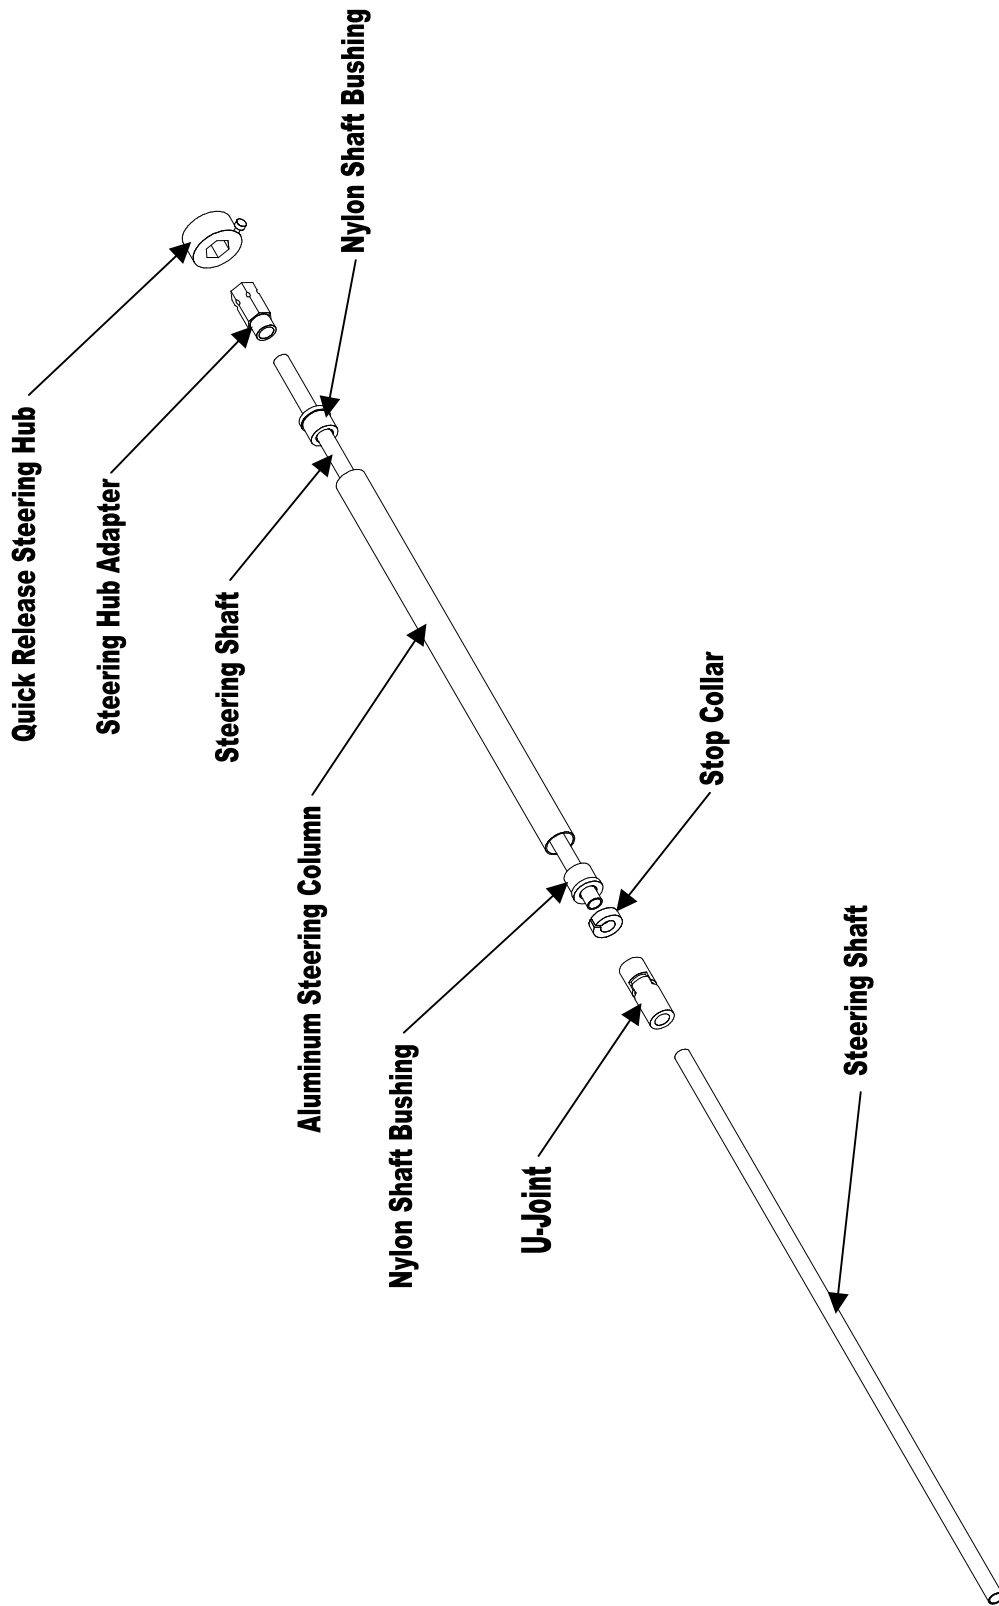 Quick Release Steering Hub
Steering Hub Adapter
Steering Shaft
Aluminum Steering Column
Nylon Shaft Bushing
Nylon Shaft Bushing
U-Joint
Stop Collar
Steering Shaft